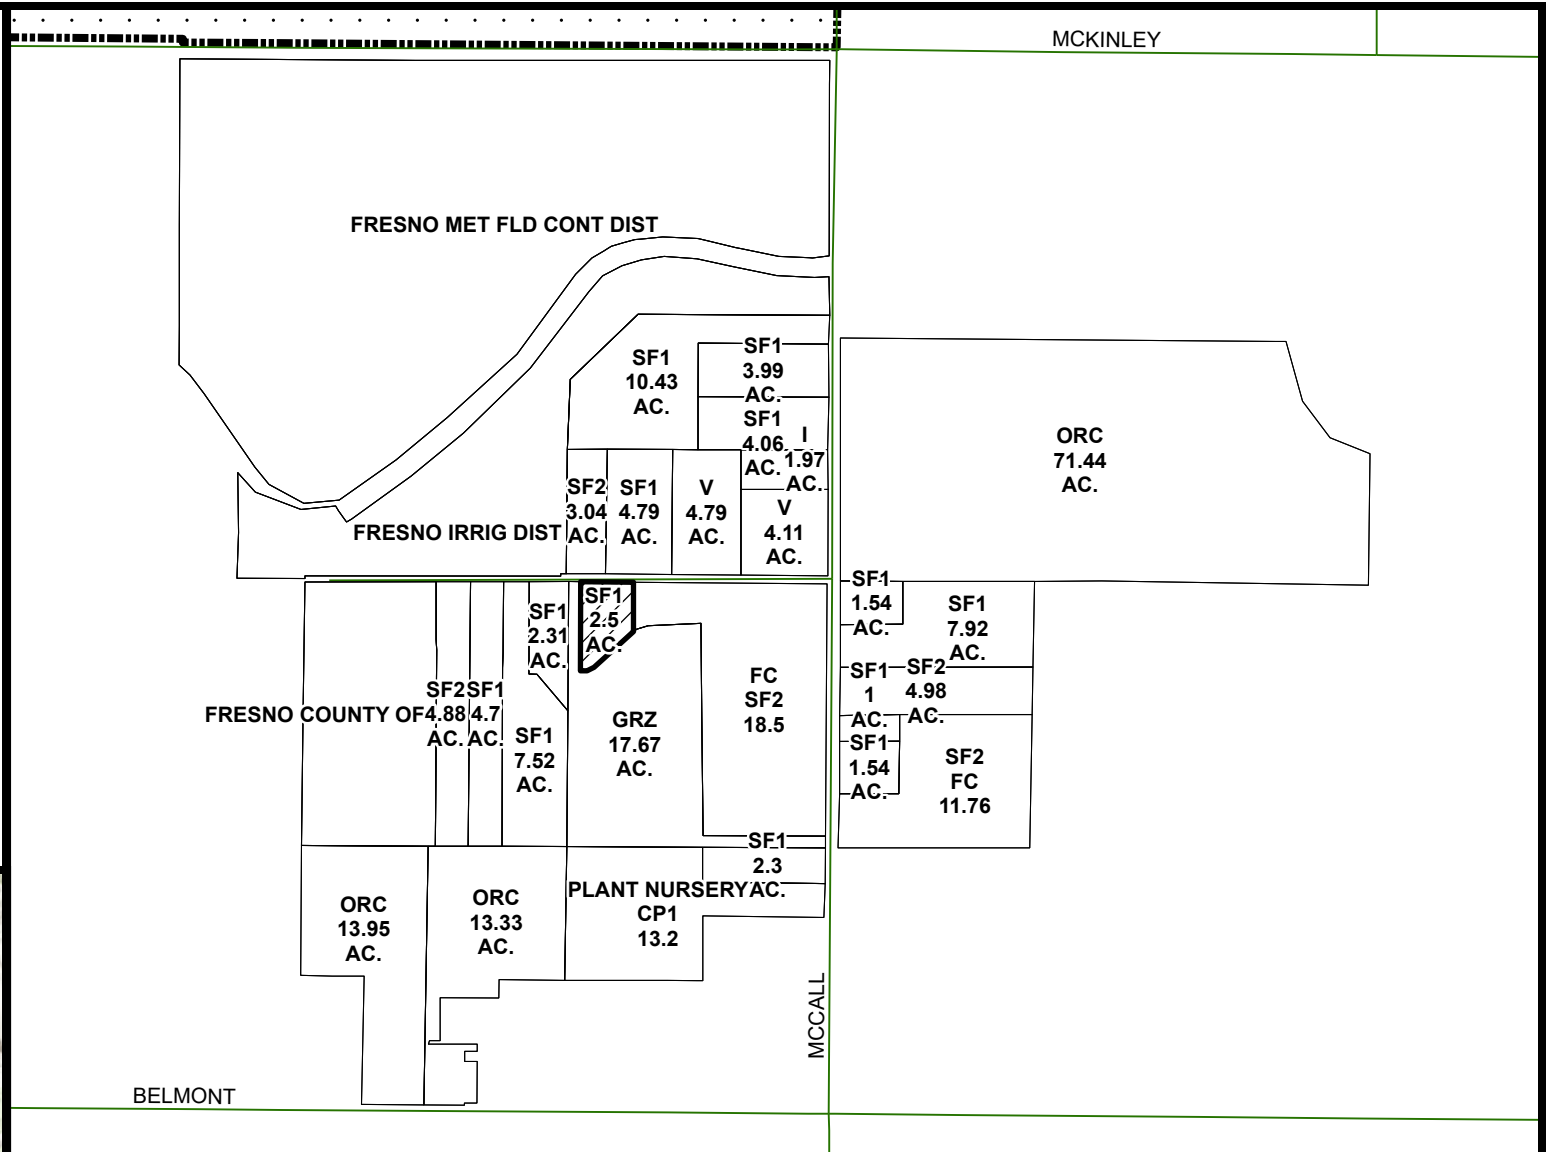 MCKINLEY
FRESNO MET FLD CONT DIST
SF1
10.43
AC.
SF1
3.99
AC.
SF1
4.06
AC.
I
1.97
AC.
ORC
71.44
AC.
SF2
3.04
AC.
SF1
4.79
AC.
V
4.79
AC.
V
4.11
AC.
FRESNO IRRIG DIST
SF1
2.31
AC.
SF1
2.5
AC.
SF1
1.54
AC.
SF1
7.92
AC.
FRESNO COUNTY OF
SF2
4.88
AC.
SF1
4.7
AC.
SF1
7.52
AC.
GRZ
17.67
AC.
FC
SF2
18.5
SF1
1
AC.
SF2
4.98
AC.
SF1
1.54
AC.
SF2
FC
11.76
SF1
2.3
AC.
ORC
13.95
AC.
ORC
13.33
AC.
PLANT NURSERY
CP1
13.2
MCCALL
BELMONT